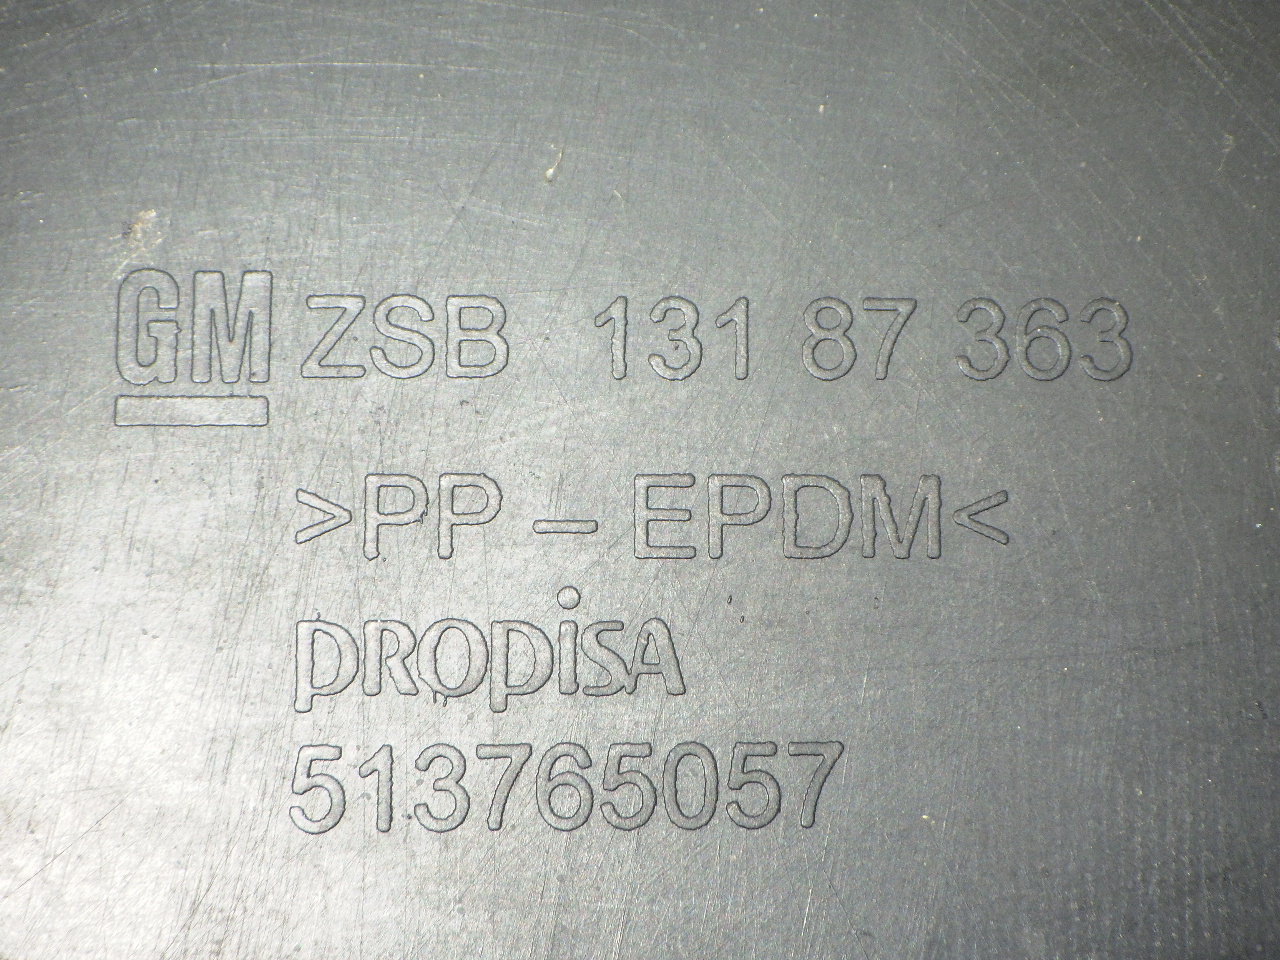 GM ZSB 131 87 363
>PP-EPDM<
PROPiSA
513765057